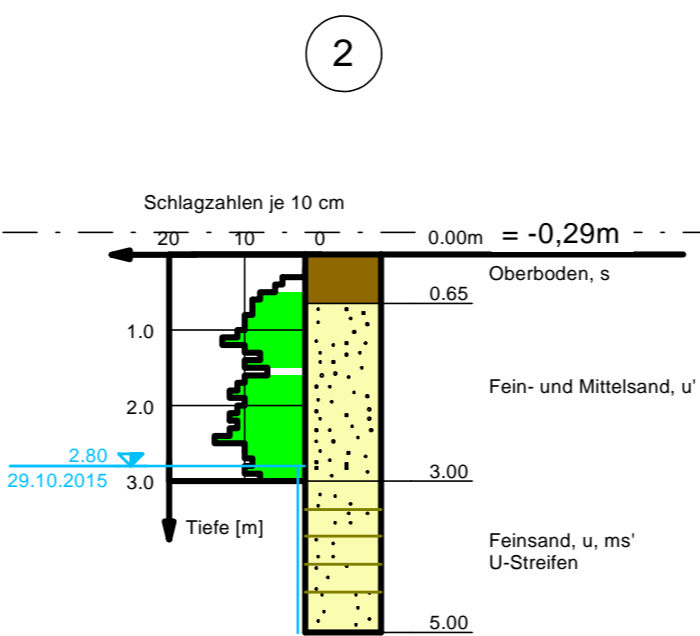 2
Schlagzahlen je 10 cm
20 10 0 0.00m = -0,29m
Oberboden, s
0.65
1.0
Fein- und Mittelsand, u'
2.0
2.80
29.10.2015
3.0
3.00
Tiefe [m]
Feinsand, u, ms'
U-Streifen
5.00